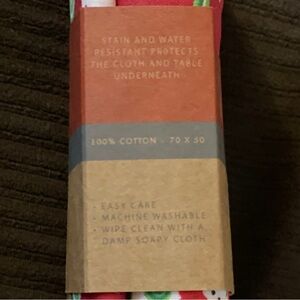 STAIN AND WATER
RESISTANT PROTECTS
THE CLOTH AND TABLE
UNDERNEATH
100% COTTON - 70 X 50
- EASY CARE
- MACHINE WASHABLE
- WIPE CLEAN WITH A
DAMP SOAPY CLOTH